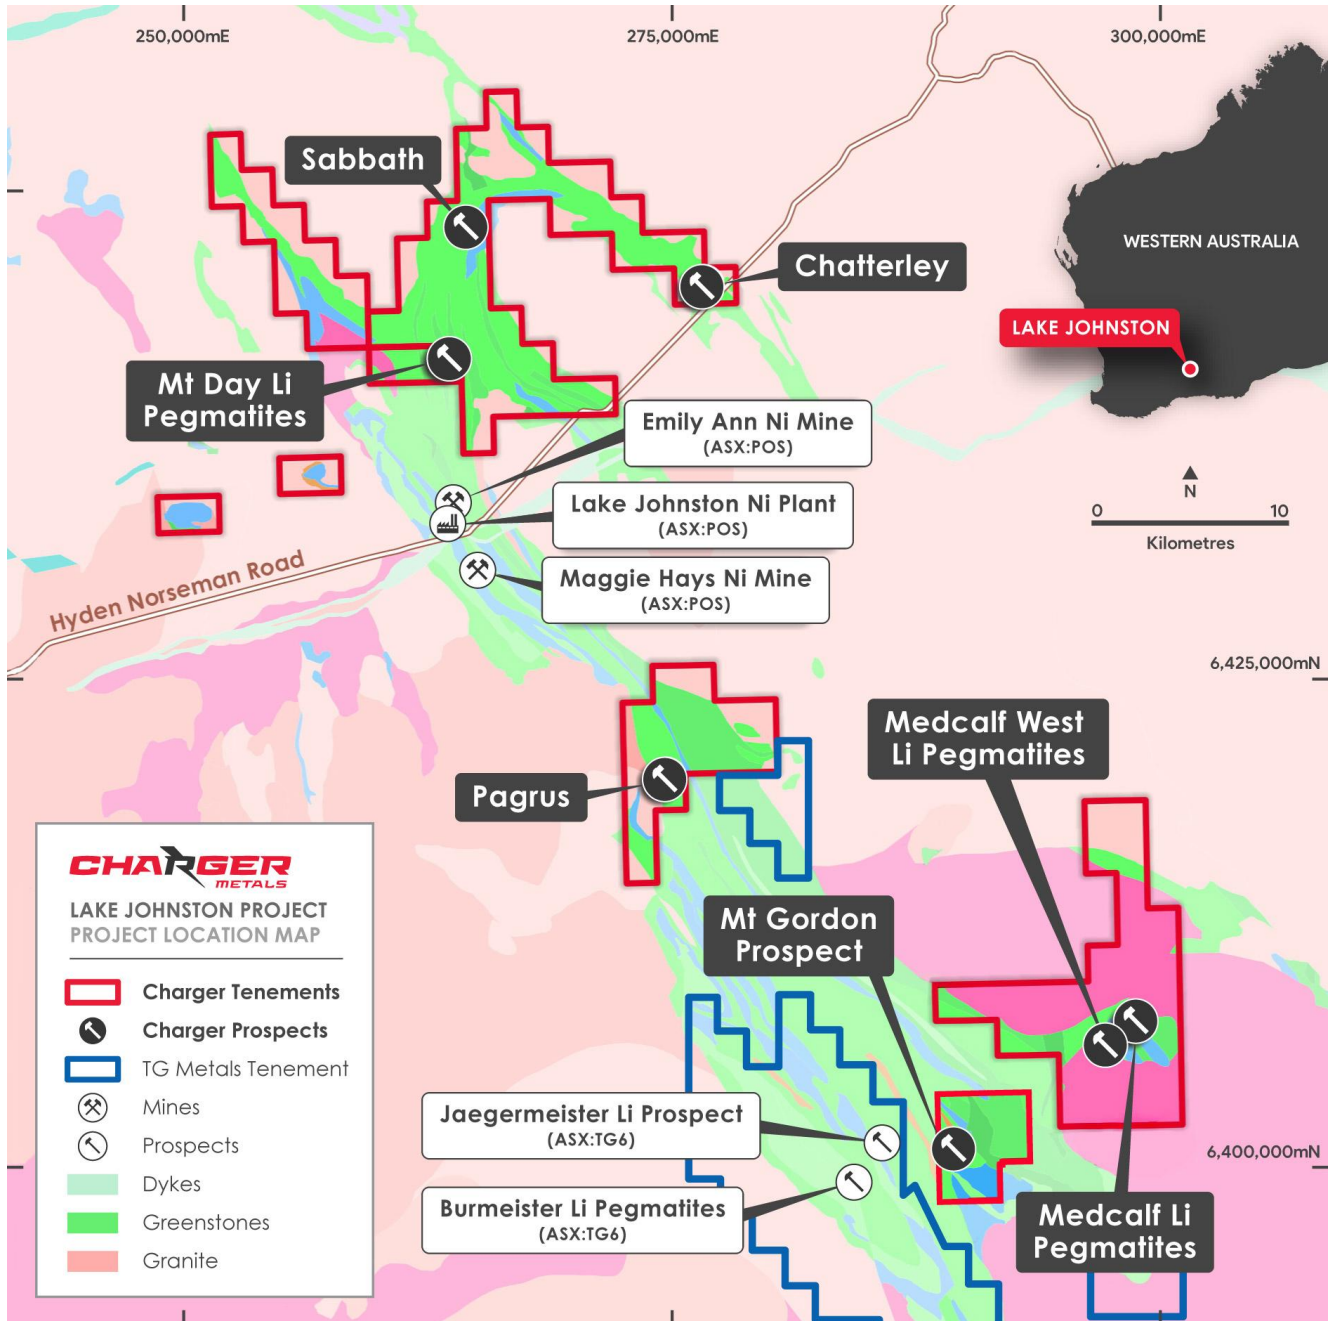 250,000mE
275,000mE
300,000mE
Sabbath
Chatterley
WESTERN AUSTRALIA
LAKE JOHNSTON
Mt Day Li
Pegmatites
Emily Ann Ni Mine
(ASX:POS)
Lake Johnston Ni Plant
(ASX:POS)
Maggie Hays Ni Mine
(ASX:POS)
N
0 10
Kilometres
Hyden Norseman Road
6,425,000mN
Medcalf West
Li Pegmatites
Pagrus
Mt Gordon
Prospect
Jaegermeister Li Prospect
(ASX:TG6)
Burmeister Li Pegmatites
(ASX:TG6)
6,400,000mN
Medcalf Li
Pegmatites
CHARGER
METALS
LAKE JOHNSTON PROJECT
PROJECT LOCATION MAP
Charger Tenements
Charger Prospects
TG Metals Tenement
Mines
Prospects
Dykes
Greenstones
Granite